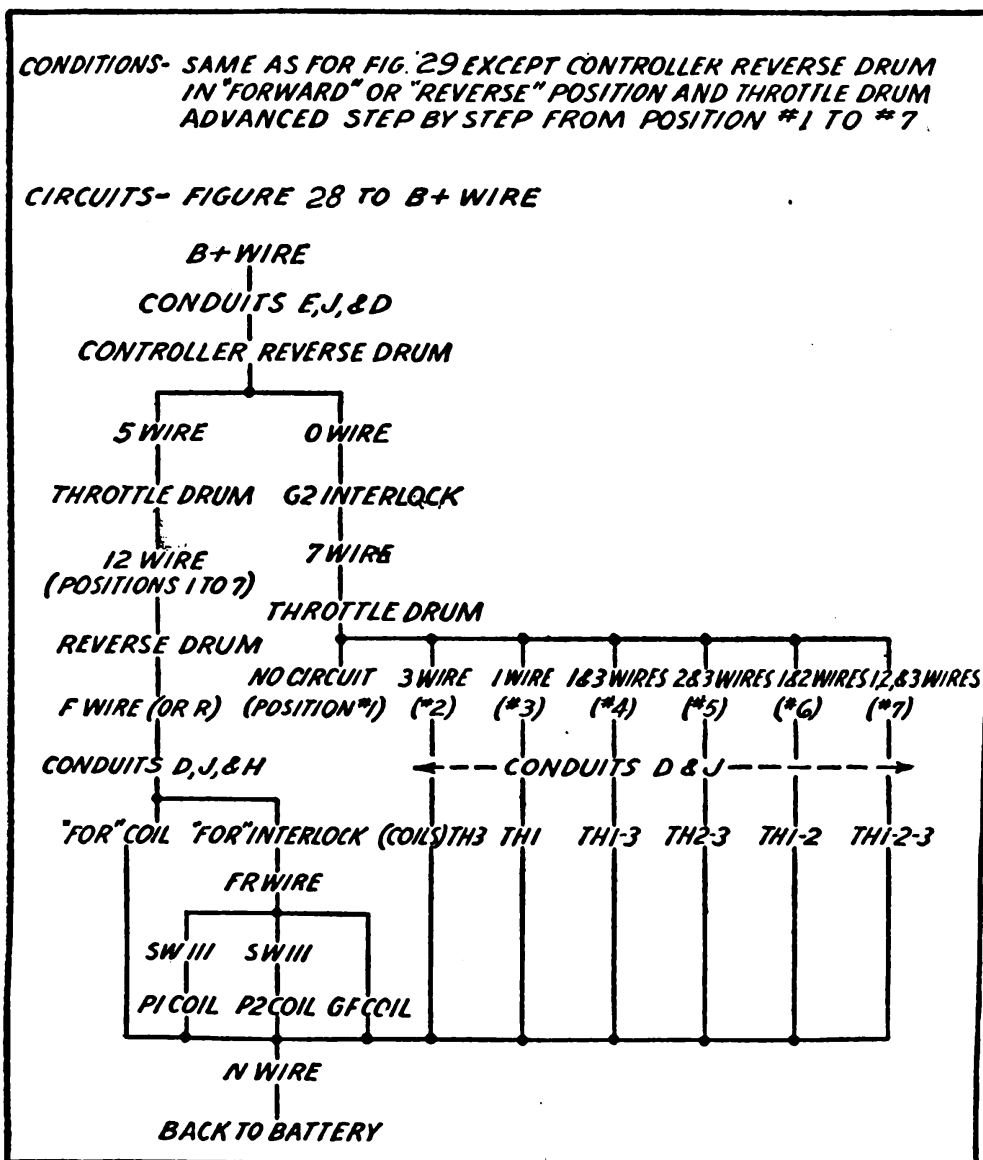 CONDITIONS- SAME AS FOR FIG. 29 EXCEPT CONTROLLER REVERSE DRUM
IN "FORWARD" OR "REVERSE" POSITION AND THROTTLE DRUM
ADVANCED STEP BY STEP FROM POSITION #1 TO #7
CIRCUITS- FIGURE 28 TO B+ WIRE
B+ WIRE
CONDUITS E,J,&D
CONTROLLER REVERSE DRUM
5 WIRE 0 WIRE
THROTTLE DRUM G2 INTERLOCK
12 WIRE 7 WIRE
(POSITIONS 1 TO 7)
THROTTLE DRUM
REVERSE DRUM
NO CIRCUIT 3 WIRE 1 WIRE 1&3 WIRES 2&3 WIRES 1&2 WIRES 1,2,&3 WIRES
F WIRE (OR R) (POSITION #1) (#2) (#3) (#4) (#5) (#6) (#7)
CONDUITS D,J,&H CONDUITS D & J
"FOR" COIL "FOR" INTERLOCK (COILS) TH3 TH1 TH1-3 TH2-3 TH1-2 TH1-2-3
FR WIRE
SW 111 SW 111
P1 COIL P2 COIL GF COIL
N WIRE
BACK TO BATTERY